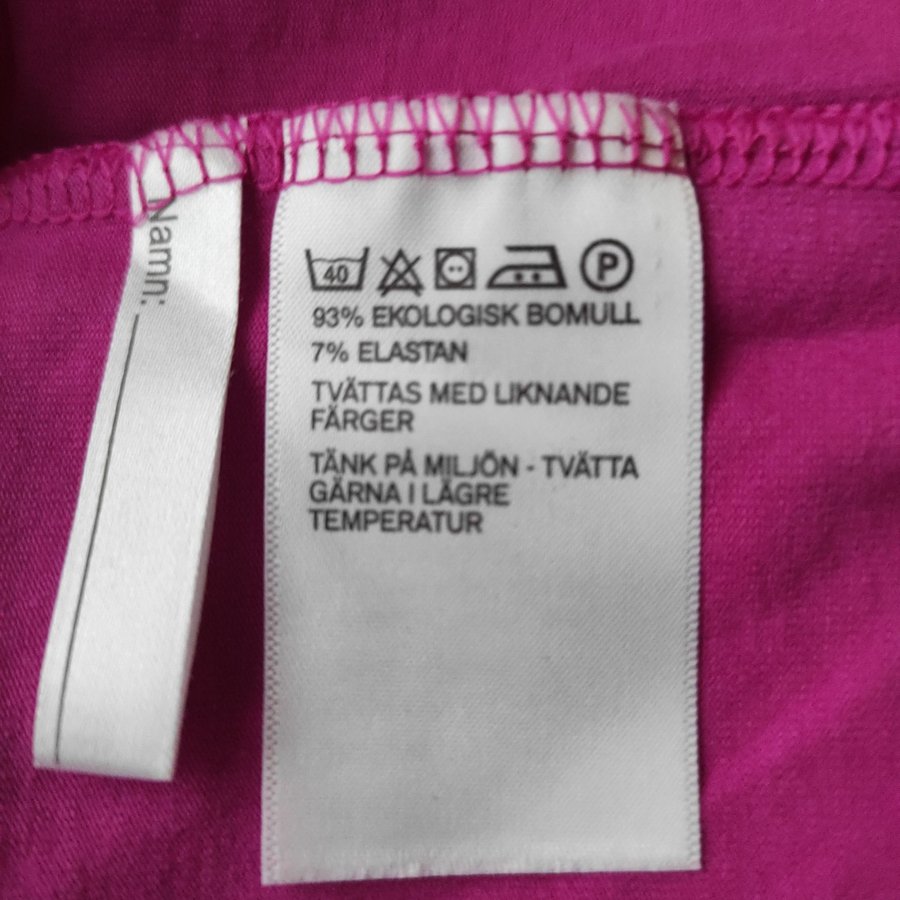 Namn:
40
P
93% EKOLOGISK BOMULL
7% ELASTAN
TVÄTTAS MED LIKNANDE
FÄRGER
TÄNK PÅ MILJÖN - TVÄTTA
GÄRNA I LÄGRE
TEMPERATUR